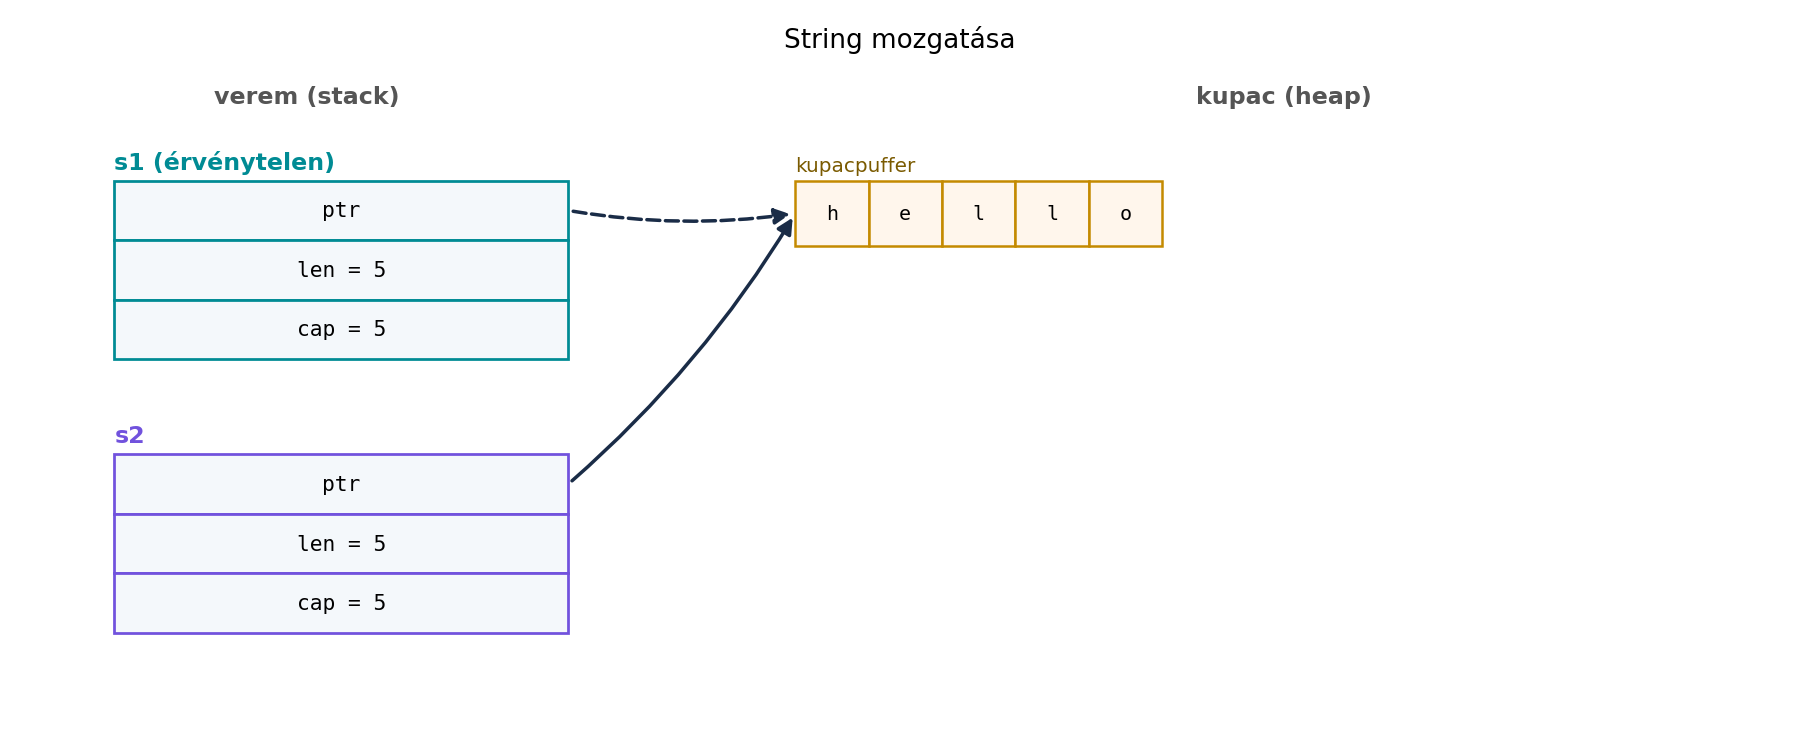 String mozgatása
verem (stack)
kupac (heap)
s1 (érvénytelen)
ptr
len = 5
cap = 5
kupacpuffer
h e l l o
s2
ptr
len = 5
cap = 5